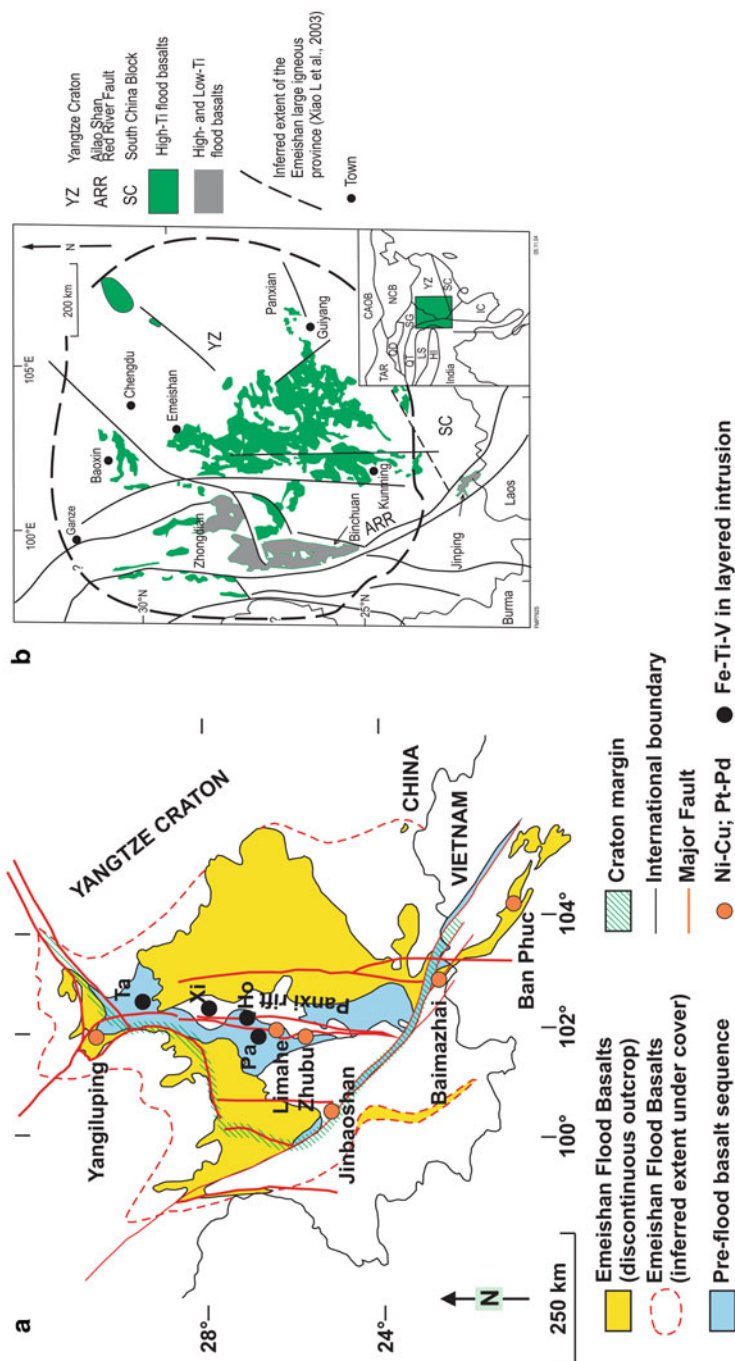 a
YANGTZE CRATON
Yangiluping
Ta
Xi
Ho
Pa
Panxi rift
Limahe
Zhubu
Jinbaoshan
Baimazhai
Ban Phuc
CHINA
VIETNAM
28°
24°
100°
102°
104°
N
250 km
Emeishan Flood Basalts
(discontinuous outcrop)
Emeishan Flood Basalts
(inferred extent under cover)
Pre-flood basalt sequence
Craton margin
International boundary
Major Fault
Ni-Cu; Pt-Pd
Fe-Ti-V in layered intrusion
b
100°E
105°E
200 km
N
Ganze
?
Baoxin
Chengdu
Emeishan
YZ
Zhongdian
30°N
Panxian
Guiyang
Kunming
Binchuan
ARR
25°N
?
SC
Jinping
Burma
Laos
CAOB
TAR
NCB
QD
SG
QT
YZ
LS
SC
HI
India
IC
FMP7625
05.11.04
YZ Yangtze Craton
ARR Ailao Shan
Red River Fault
SC South China Block
High-Ti flood basalts
High- and Low-Ti
flood basalts
Inferred extent of the
Emeishan large igneous
province (Xiao L et al., 2003)
Town